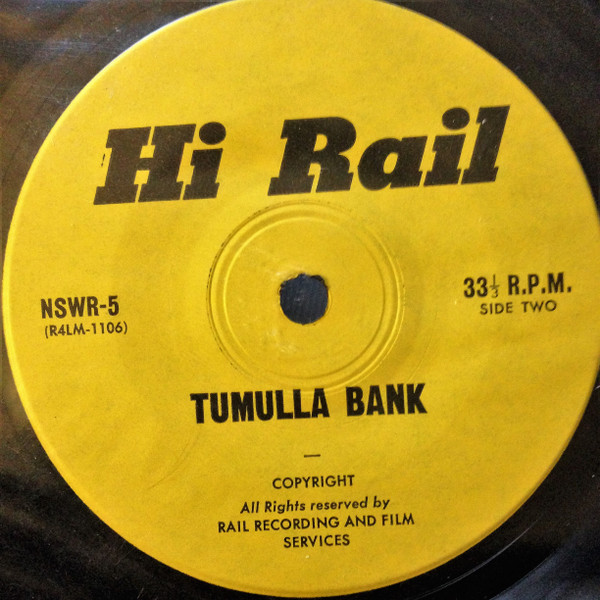 Hi Rail
NSWR-5
(R4LM-1106)
33⅓ R.P.M.
SIDE TWO
TUMULLA BANK
—
COPYRIGHT
All Rights reserved by
RAIL RECORDING AND FILM
SERVICES